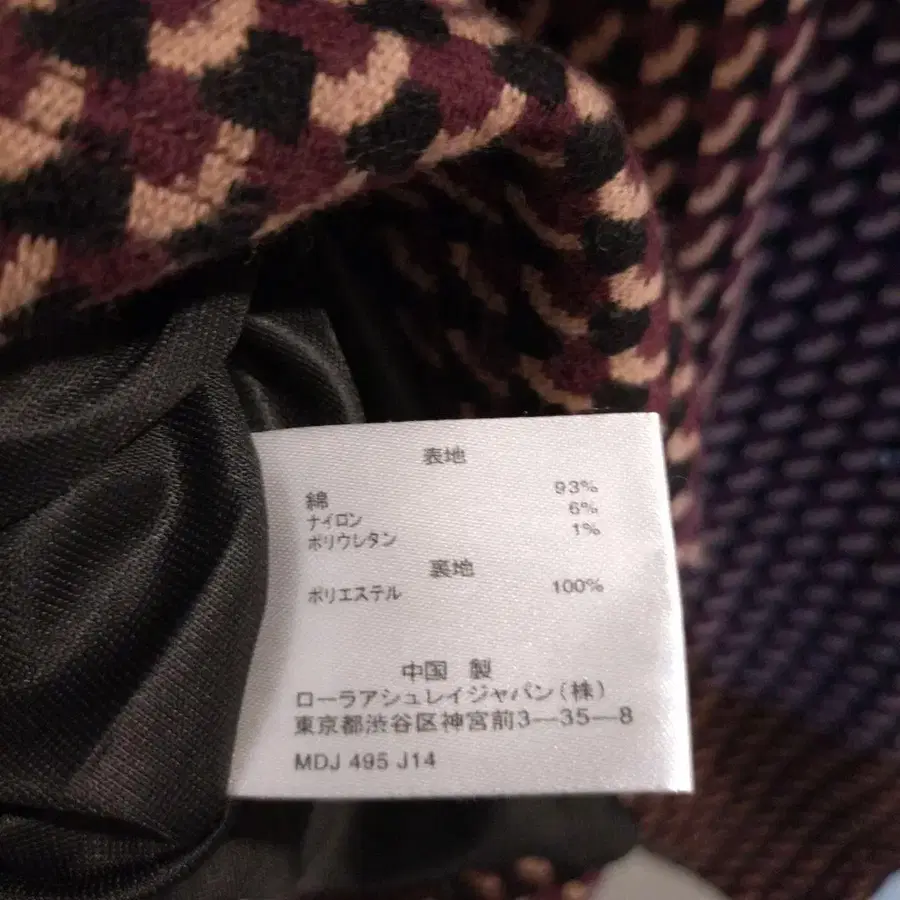 表地
綿 93%
ナイロン 6%
ポリウレタン 1%
裏地
ポリエステル 100%
中国 製
ローラアシュレイジャパン(株)
東京都渋谷区神宮前3―35―8
MDJ 495 J14